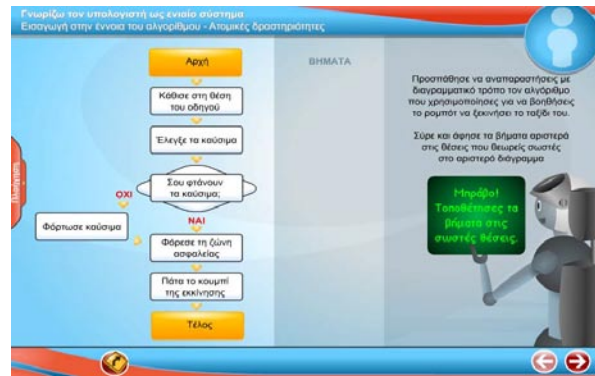 Γνωρίζω τον υπολογιστή ως ενιαίο σύστημα
Εισαγωγή στην έννοια του αλγορίθμου - Ατομικές δραστηριότητες
Αρχή
Κάθισε στη θέση
του οδηγού
Έλεγξε τα καύσιμα
Σου φτάνουν
τα καύσιμα;
ΟΧΙ
ΝΑΙ
Φόρτωσε καύσιμα
Φόρεσε τη ζώνη
ασφαλείας
Πάτα το κουμπί
της εκκίνησης
Τέλος
ΒΗΜΑΤΑ
Προσπάθησε να αναπαραστήσεις με
διαγραμματικό τρόπο τον αλγόριθμο
που χρησιμοποίησες για να βοηθήσεις
το ρομπότ να ξεκινήσει το ταξίδι του.
Σύρε και άφησε τα βήματα αριστερά
στις θέσεις που θεωρείς σωστές
στο αριστερό διάγραμμα
Μπράβο!
Τοποθέτησες τα
βήματα στις
σωστές θέσεις.